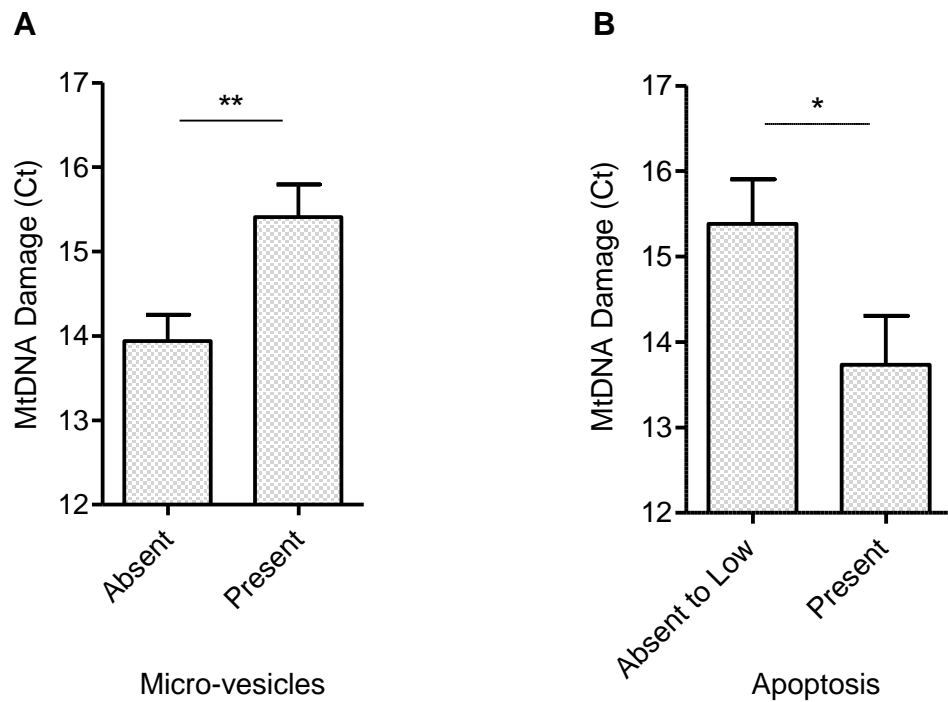 A
MtDNA Damage (Ct)
17
16
15
14
13
12
**
Absent
Present
Micro-vesicles
B
MtDNA Damage (Ct)
17
16
15
14
13
12
*
Absent to Low
Present
Apoptosis